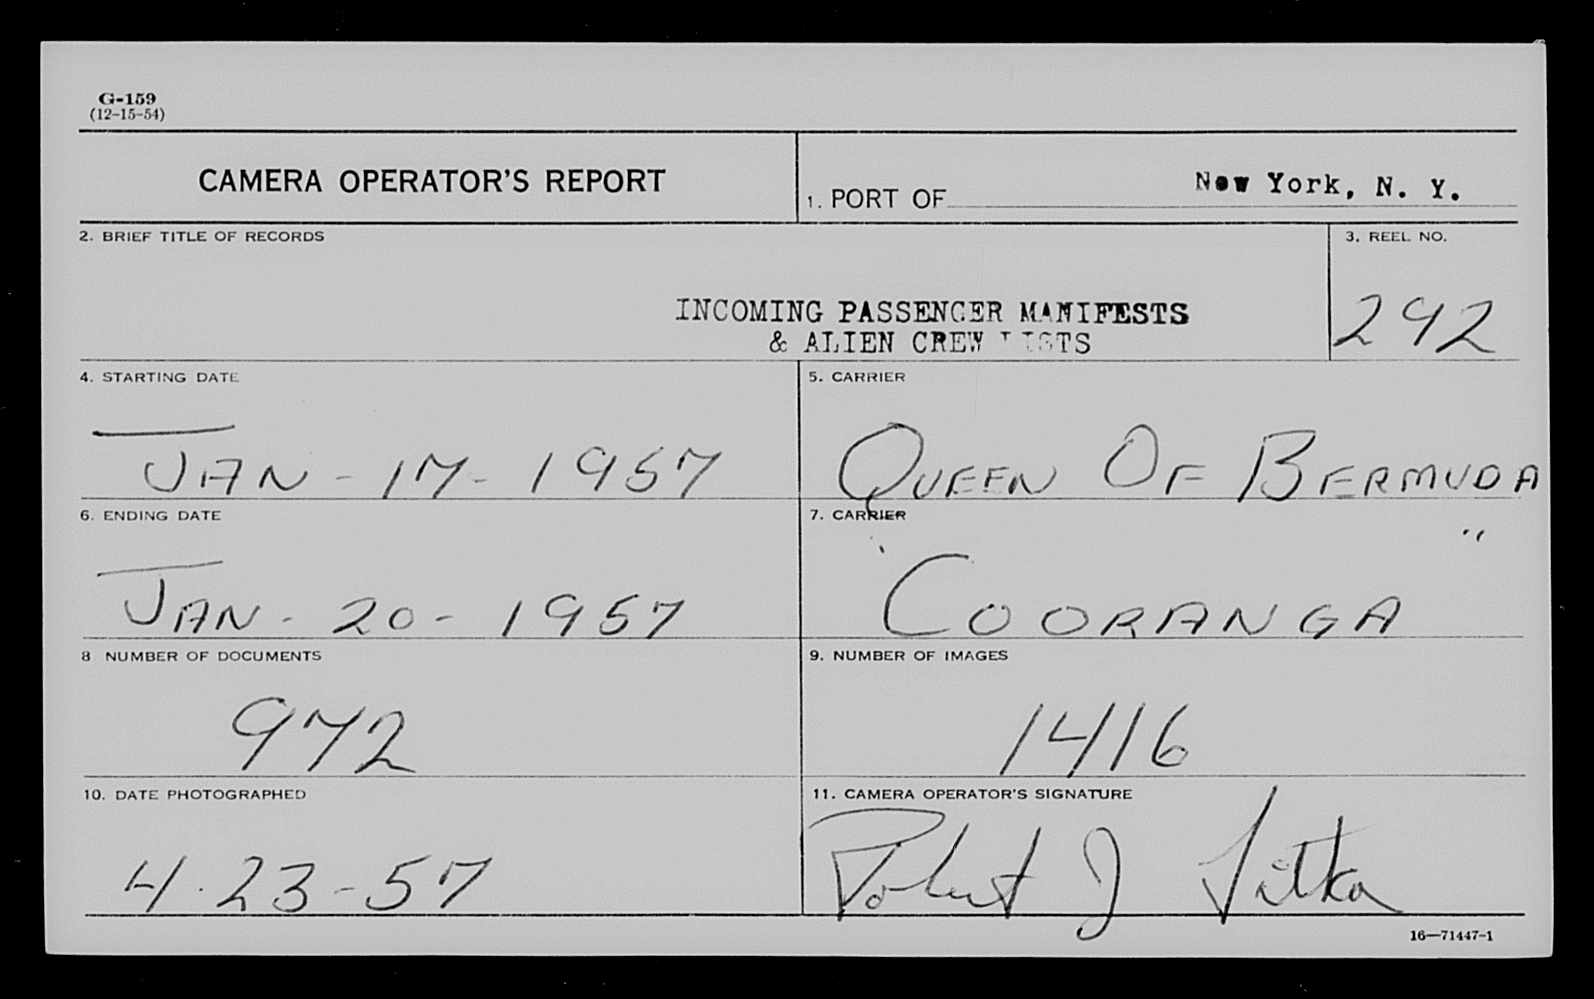 G-159
(12-15-54)
CAMERA OPERATOR'S REPORT
1. PORT OF New York, N. Y.
2. BRIEF TITLE OF RECORDS
3. REEL NO.
INCOMING PASSENGER MANIFESTS
& ALIEN CREW LISTS
292
4. STARTING DATE
5. CARRIER
JAN - 17 - 1957
QUEEN OF BERMUDA
6. ENDING DATE
7. CARRIER
JAN - 20 - 1957
"COORANGA"
8 NUMBER OF DOCUMENTS
9. NUMBER OF IMAGES
972
1416
10. DATE PHOTOGRAPHED
11. CAMERA OPERATOR'S SIGNATURE
4-23-57
Robert J
16—71447-1